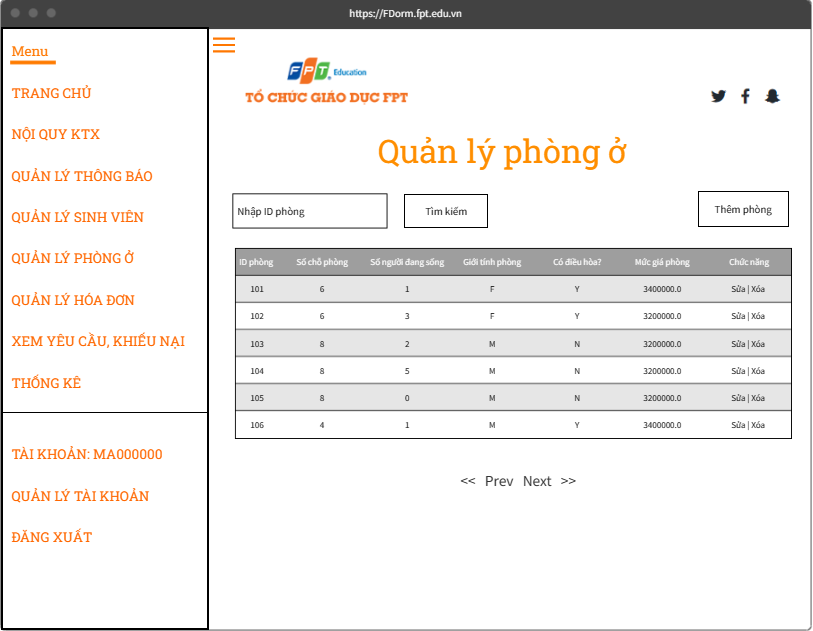 https://FDorm.fpt.edu.vn
Menu
TRANG CHỦ
NỘI QUY KTX
QUẢN LÝ THÔNG BÁO
QUẢN LÝ SINH VIÊN
QUẢN LÝ PHÒNG Ở
QUẢN LÝ HÓA ĐƠN
XEM YÊU CẦU, KHIẾU NẠI
THỐNG KÊ
TÀI KHOẢN: MA000000
QUẢN LÝ TÀI KHOẢN
ĐĂNG XUẤT
FPT. Education
TỔ CHỨC GIÁO DỤC FPT
Quản lý phòng ở
Nhập ID phòng Tìm kiếm Thêm phòng
ID phòng Số chỗ phòng Số người đang sống Giới tính phòng Có điều hòa? Mức giá phòng Chức năng
101 6 1 F Y 3400000.0 Sửa | Xóa
102 6 3 F Y 3200000.0 Sửa | Xóa
103 8 2 M N 3200000.0 Sửa | Xóa
104 8 5 M N 3200000.0 Sửa | Xóa
105 8 0 M N 3200000.0 Sửa | Xóa
106 4 1 M Y 3400000.0 Sửa | Xóa
<< Prev Next >>